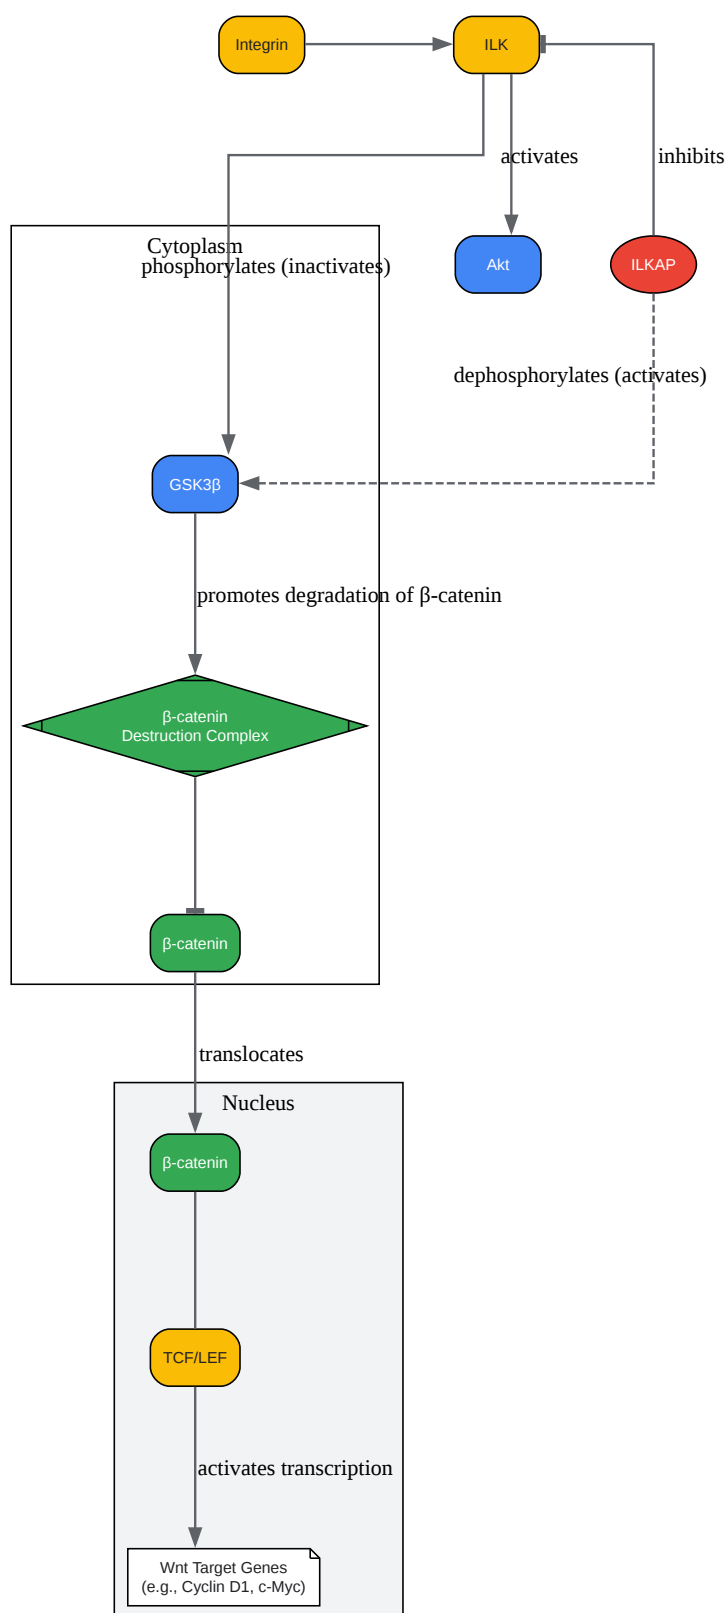 Integrin
ILK
activates
inhibits
Cytoplasm
phosphorylates (inactivates)
Akt
ILKAP
dephosphorylates (activates)
GSK3β
promotes degradation of β-catenin
β-catenin
Destruction Complex
β-catenin
translocates
Nucleus
β-catenin
TCF/LEF
activates transcription
Wnt Target Genes
(e.g., Cyclin D1, c-Myc)